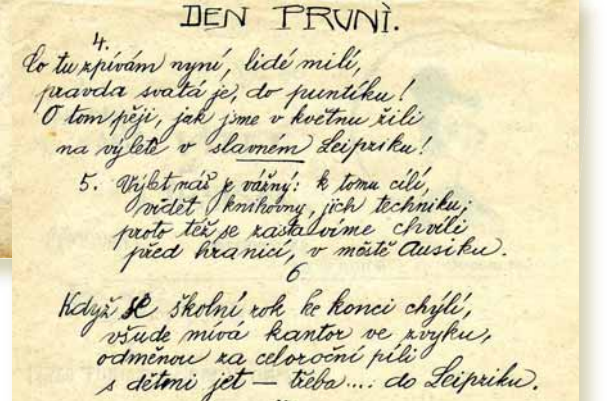 DEN PRVNÍ.
4.
Co tu zpívám nyní, lidé milí,
pravda svatá je, do puntíku!
O tom pěji, jak jsme v květnu žili
na výletě v slavném Leipziku!
5. Výlet náš je vážný: k tomu cílí,
vidět knihovny, jich techniku;
proto též se zastavíme chvíli
před hranicí, v městě Ausiku.
6
Když se školní rok ke konci chýlí,
všude mívá kantor ve zvyku,
odměnou za celoroční píli
s dětmi jet — třeba.... do Leipziku.